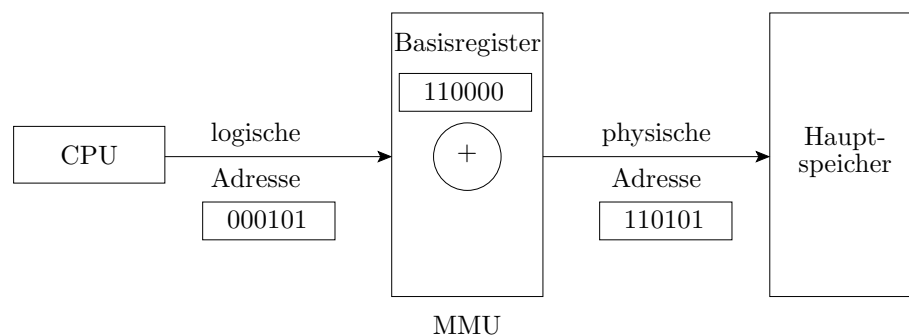 Basisregister
110000
CPU
logische
Adresse
000101
+
physische
Adresse
110101
Haupt-
speicher
MMU